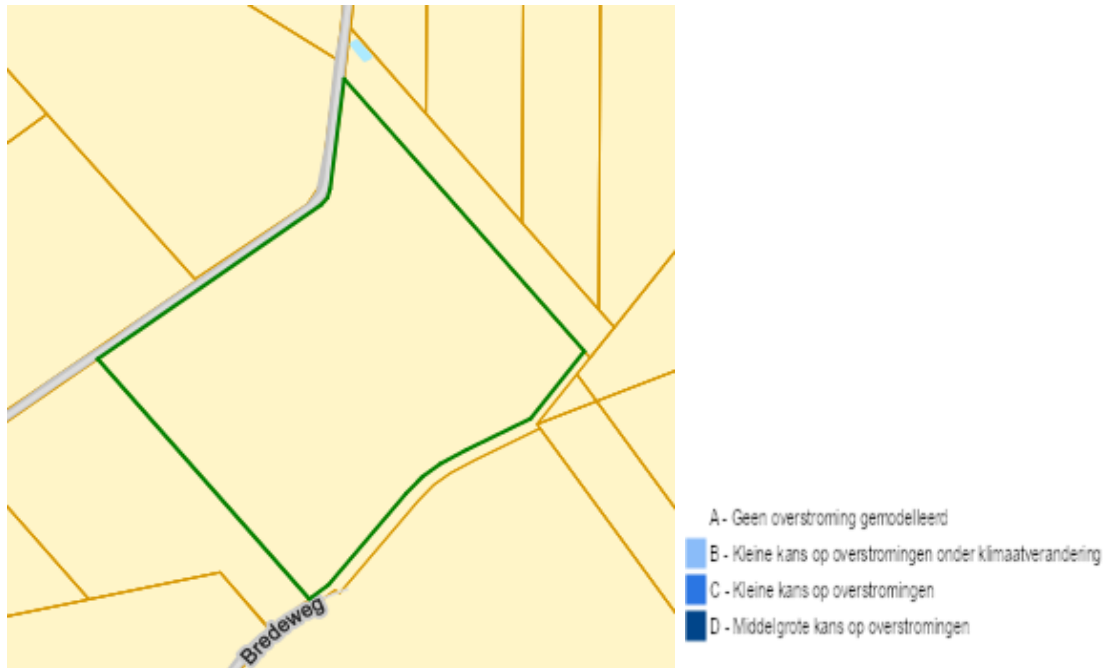 Bredeweg
A - Geen overstroming gemodelleerd
B - Kleine kans op overstromingen onder klimaatverandering
C - Kleine kans op overstromingen
D - Middelgrote kans op overstromingen